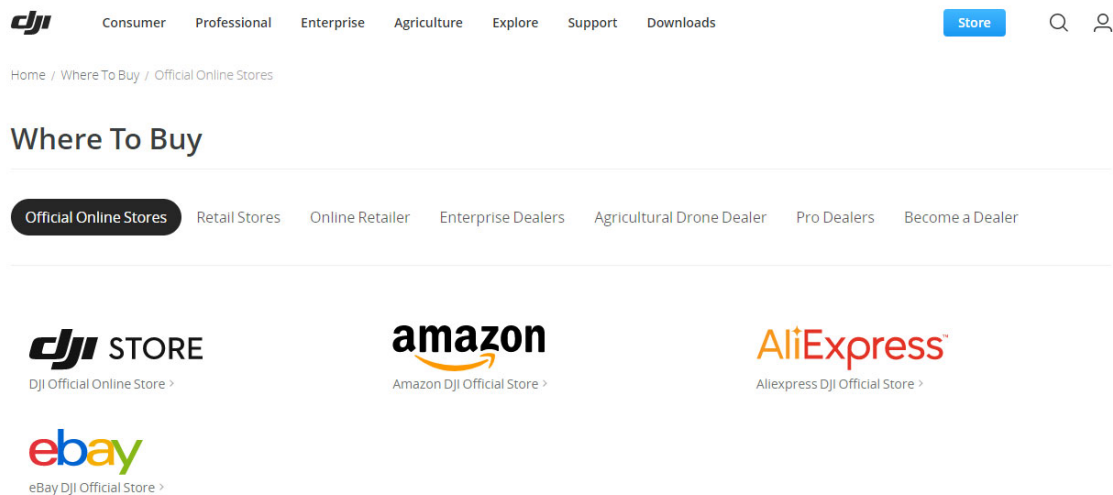 dji Consumer Professional Enterprise Agriculture Explore Support Downloads Store
Home / Where To Buy / Official Online Stores
Where To Buy
Official Online Stores Retail Stores Online Retailer Enterprise Dealers Agricultural Drone Dealer Pro Dealers Become a Dealer
dji STORE amazon AliExpress™
DJI Official Online Store > Amazon DJI Official Store > Aliexpress DJI Official Store >
ebay
eBay DJI Official Store >